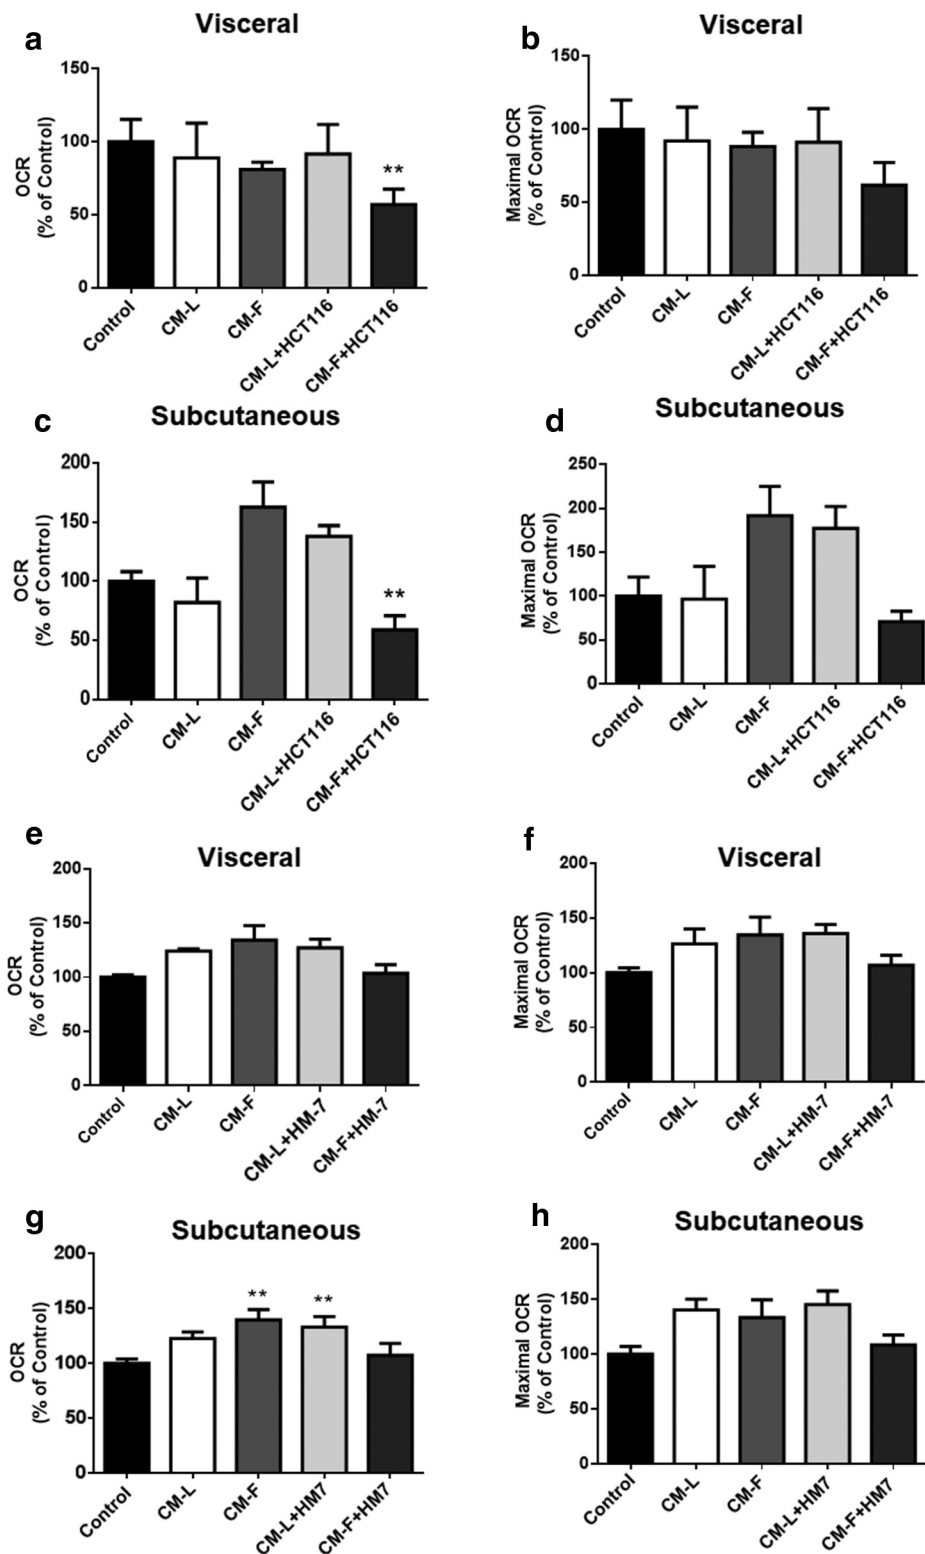 a
Visceral
OCR
(% of Control)
150
100
50
0
**
Control
CM-L
CM-F
CM-L+HCT116
CM-F+HCT116
b
Visceral
Maximal OCR
(% of Control)
150
100
50
0
Control
CM-L
CM-F
CM-L+HCT116
CM-F+HCT116
c
Subcutaneous
OCR
(% of Control)
200
150
100
50
0
**
Control
CM-L
CM-F
CM-L+HCT116
CM-F+HCT116
d
Subcutaneous
Maximal OCR
(% of Control)
250
200
150
100
50
0
Control
CM-L
CM-F
CM-L+HCT116
CM-F+HCT116
e
Visceral
OCR
(% of Control)
200
150
100
50
0
Control
CM-L
CM-F
CM-L+HM-7
CM-F+HM-7
f
Visceral
Maximal OCR
(% of Control)
200
150
100
50
0
Control
CM-L
CM-F
CM-L+HM-7
CM-F+HM-7
g
Subcutaneous
OCR
(% of Control)
200
150
100
50
0
**
**
Control
CM-L
CM-F
CM-L+HM7
CM-F+HM7
h
Subcutaneous
Maximal OCR
(% of Control)
200
150
100
50
0
Control
CM-L
CM-F
CM-L+HM7
CM-F+HM7